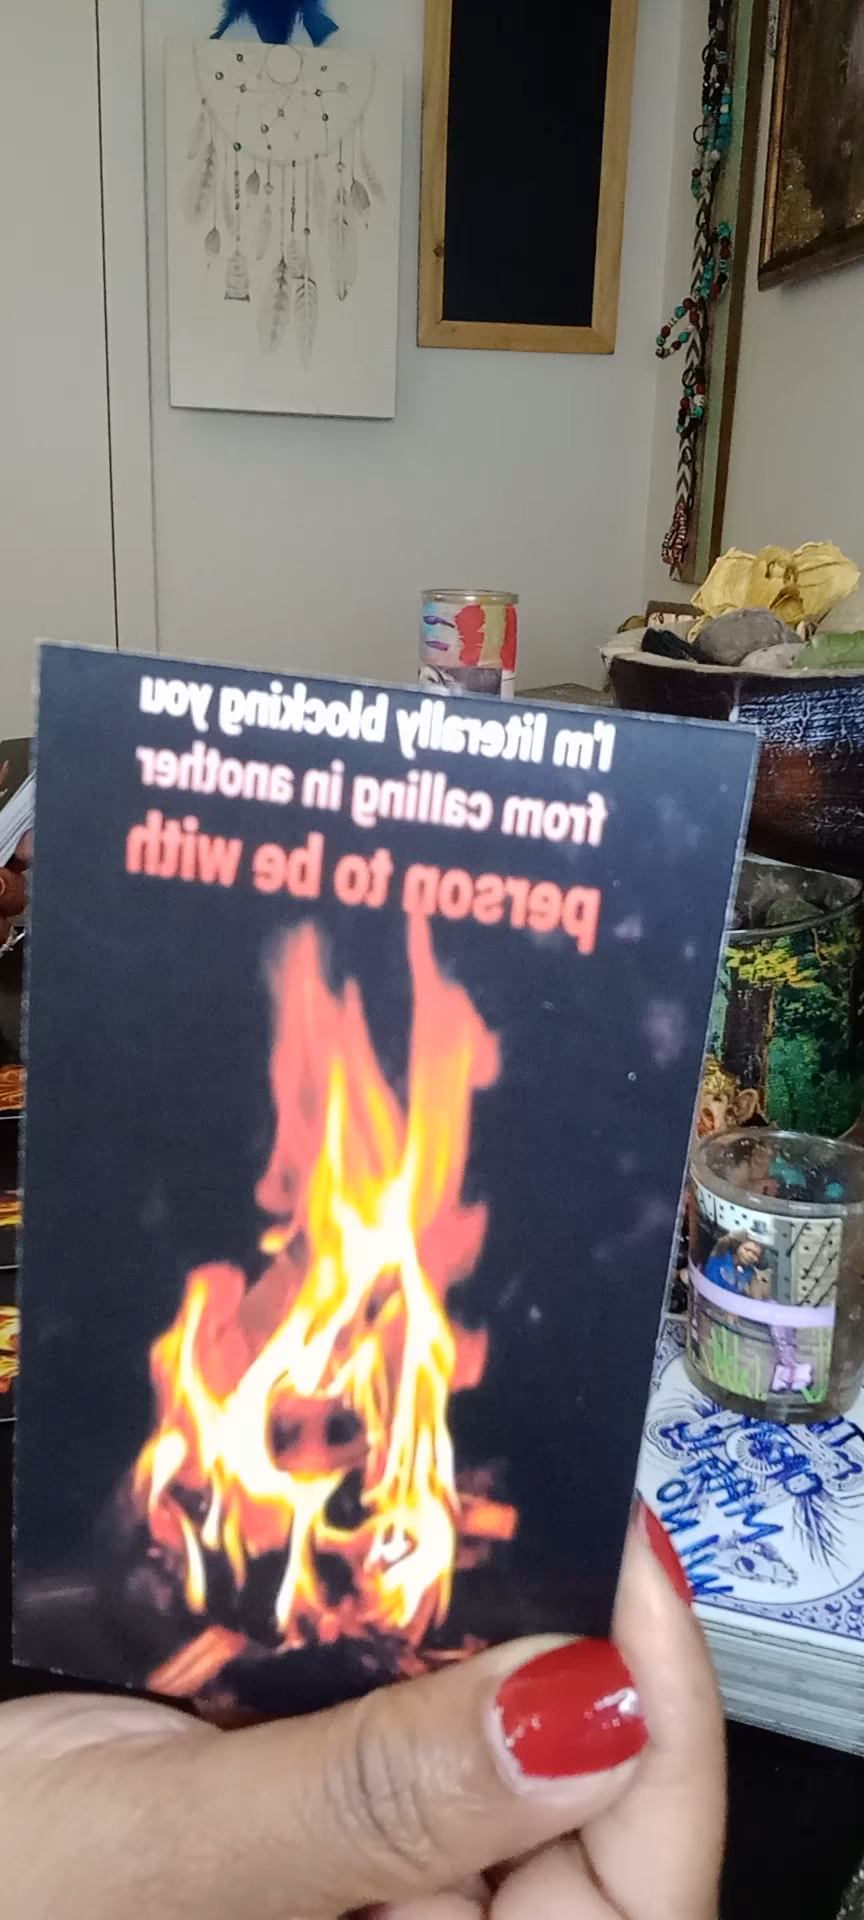 I'm literally blocking you
from calling in another
person to be with